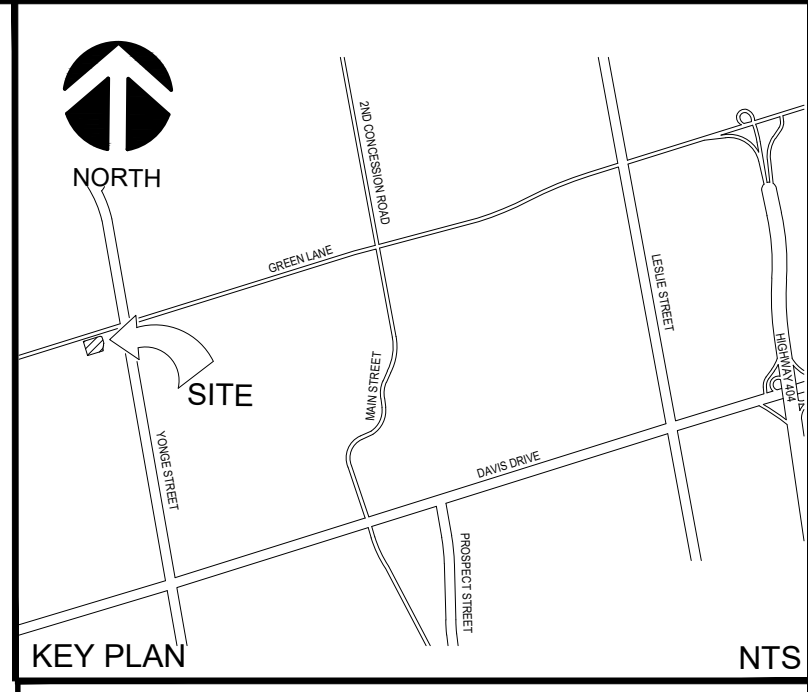 NORTH
2ND CONCESSION ROAD
GREEN LANE
LESLIE STREET
HIGHWAY 404
MAIN STREET
SITE
YONGE STREET
DAVIS DRIVE
PROSPECT STREET
KEY PLAN
NTS